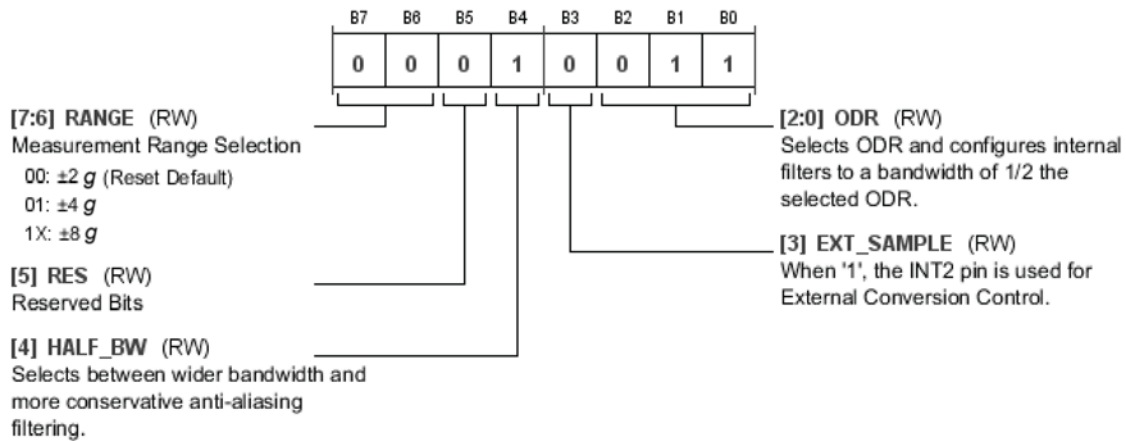 B7 B6 B5 B4 B3 B2 B1 B0
0 0 0 1 0 0 1 1
[7:6] RANGE (RW)
Measurement Range Selection
00: ±2 g (Reset Default)
01: ±4 g
1X: ±8 g
[5] RES (RW)
Reserved Bits
[4] HALF_BW (RW)
Selects between wider bandwidth and
more conservative anti-aliasing
filtering.
[2:0] ODR (RW)
Selects ODR and configures internal
filters to a bandwidth of 1/2 the
selected ODR.
[3] EXT_SAMPLE (RW)
When '1', the INT2 pin is used for
External Conversion Control.